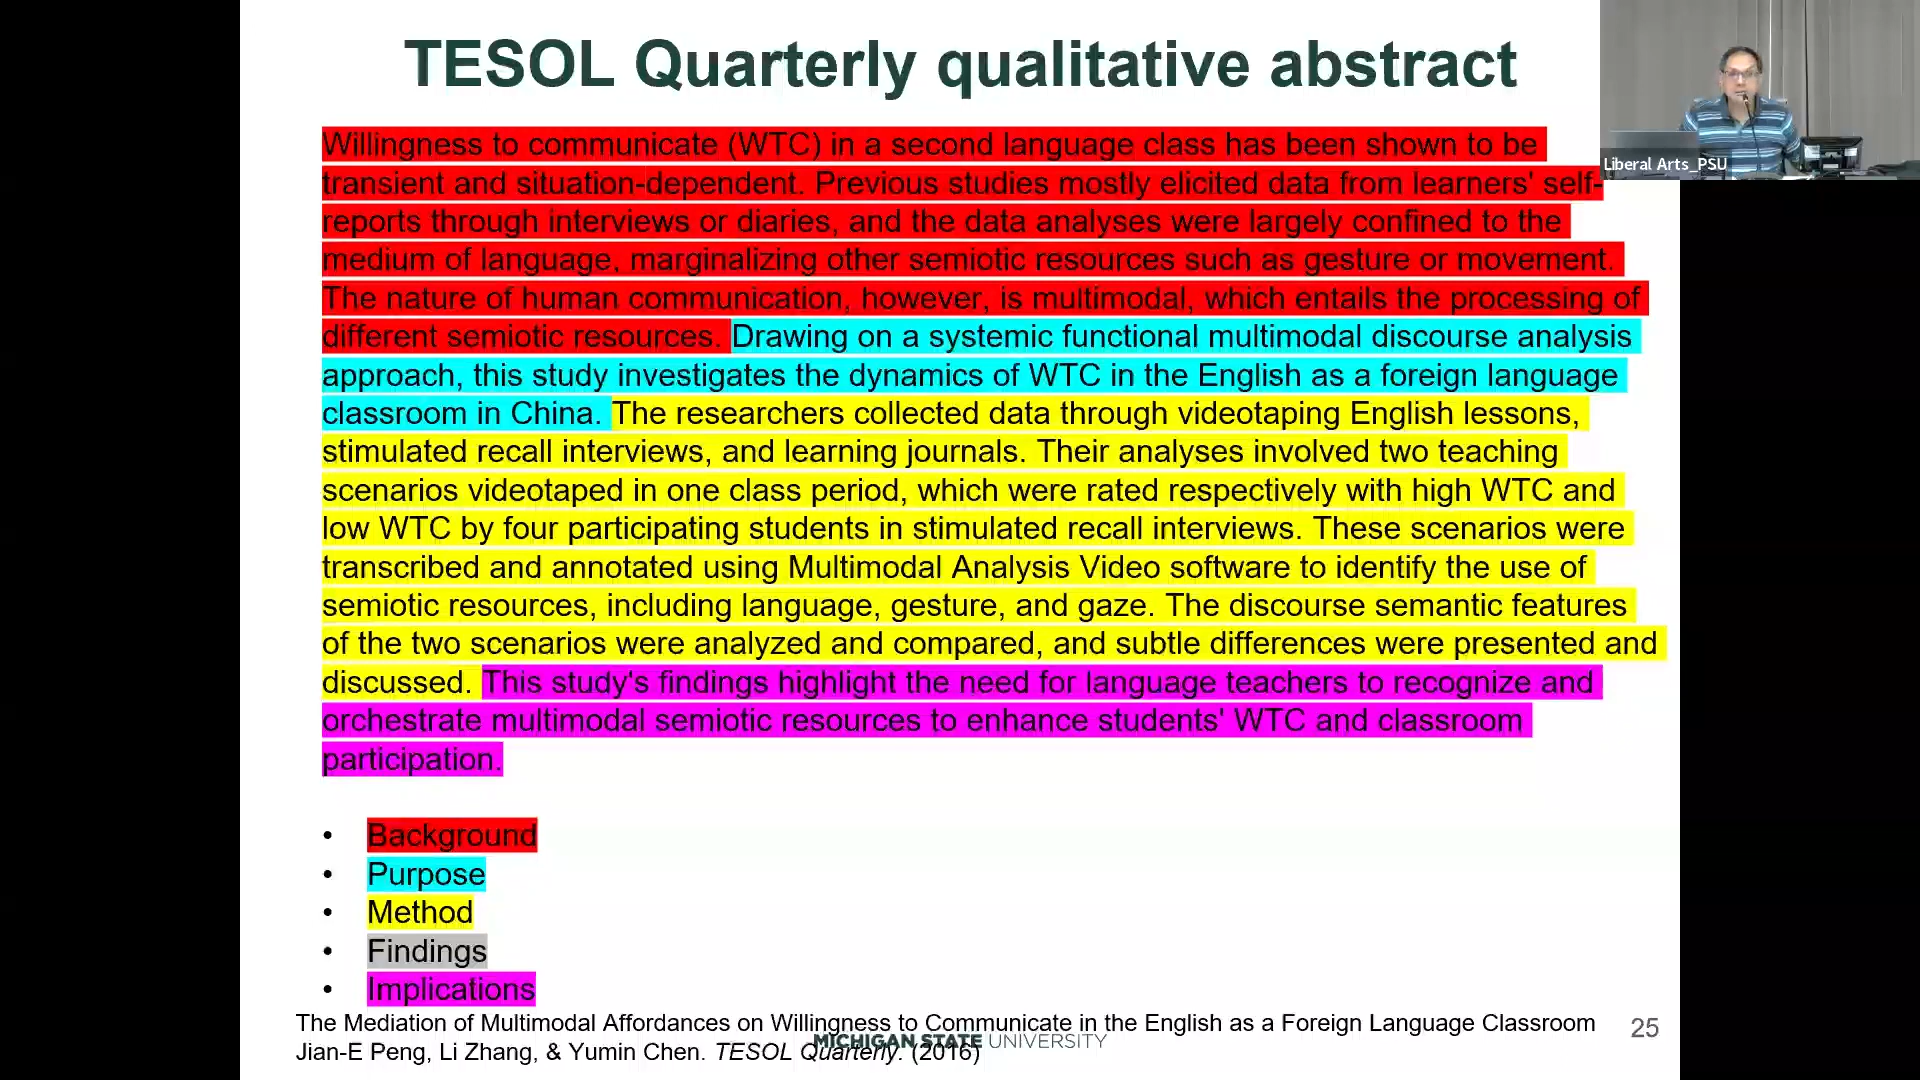 TESOL Quarterly qualitative abstract
Liberal Arts_PSU
Willingness to communicate (WTC) in a second language class has been shown to be
transient and situation-dependent. Previous studies mostly elicited data from learners' self-
reports through interviews or diaries, and the data analyses were largely confined to the
medium of language, marginalizing other semiotic resources such as gesture or movement.
The nature of human communication, however, is multimodal, which entails the processing of
different semiotic resources. Drawing on a systemic functional multimodal discourse analysis
approach, this study investigates the dynamics of WTC in the English as a foreign language
classroom in China. The researchers collected data through videotaping English lessons,
stimulated recall interviews, and learning journals. Their analyses involved two teaching
scenarios videotaped in one class period, which were rated respectively with high WTC and
low WTC by four participating students in stimulated recall interviews. These scenarios were
transcribed and annotated using Multimodal Analysis Video software to identify the use of
semiotic resources, including language, gesture, and gaze. The discourse semantic features
of the two scenarios were analyzed and compared, and subtle differences were presented and
discussed. This study's findings highlight the need for language teachers to recognize and
orchestrate multimodal semiotic resources to enhance students' WTC and classroom
participation.
• Background
• Purpose
• Method
• Findings
• Implications
The Mediation of Multimodal Affordances on Willingness to Communicate in the English as a Foreign Language Classroom
Jian-E Peng, Li Zhang, & Yumin Chen. TESOL Quarterly. (2016)
MICHIGAN STATE UNIVERSITY
25